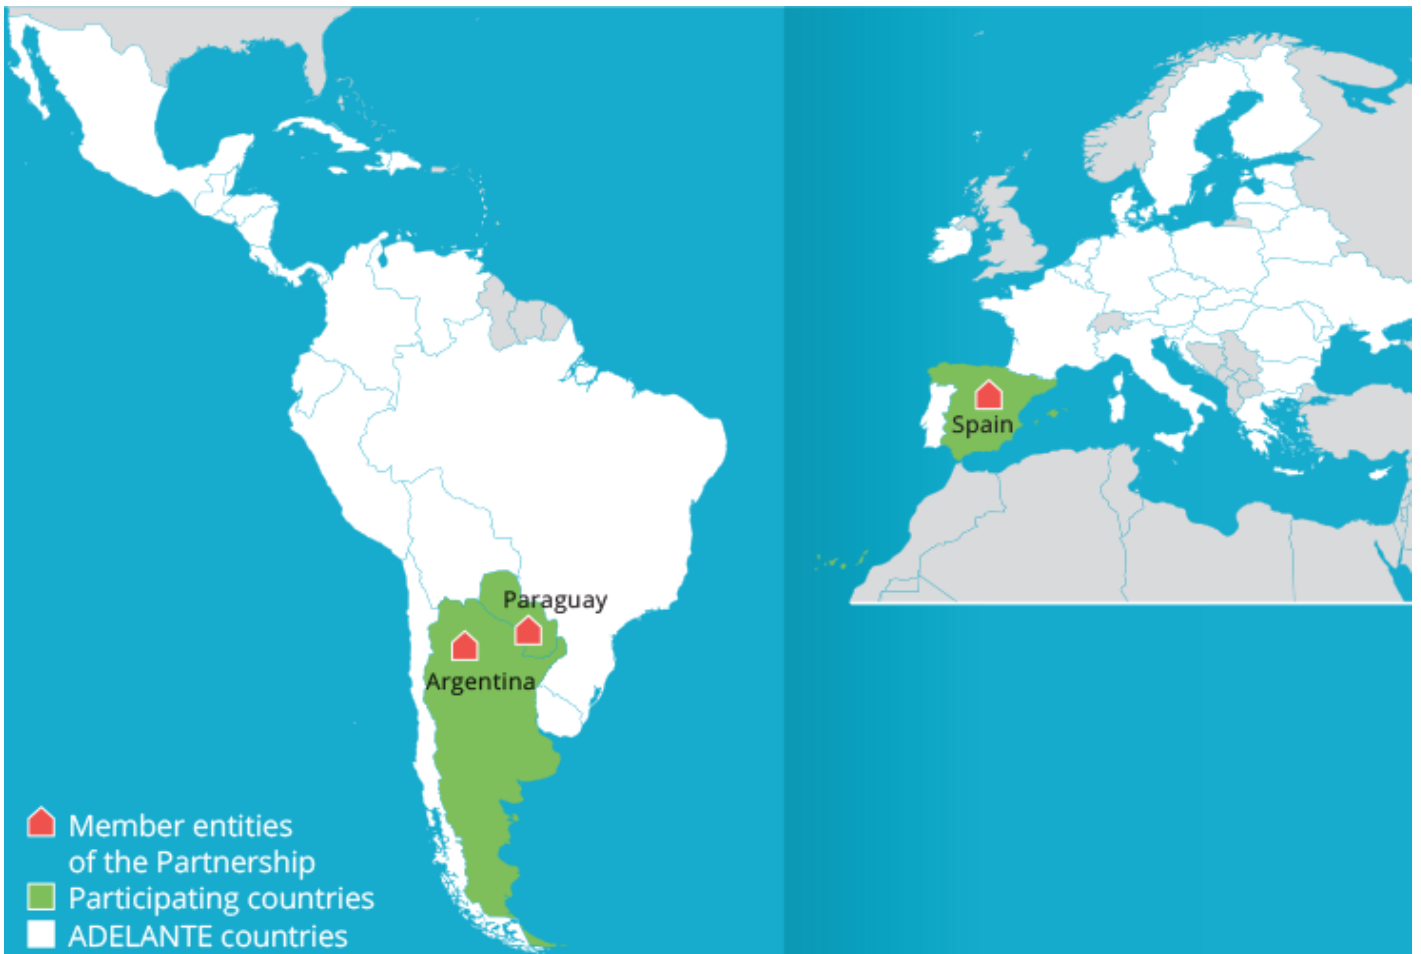 Spain
Paraguay
Argentina
Member entities
of the Partnership
Participating countries
ADELANTE countries